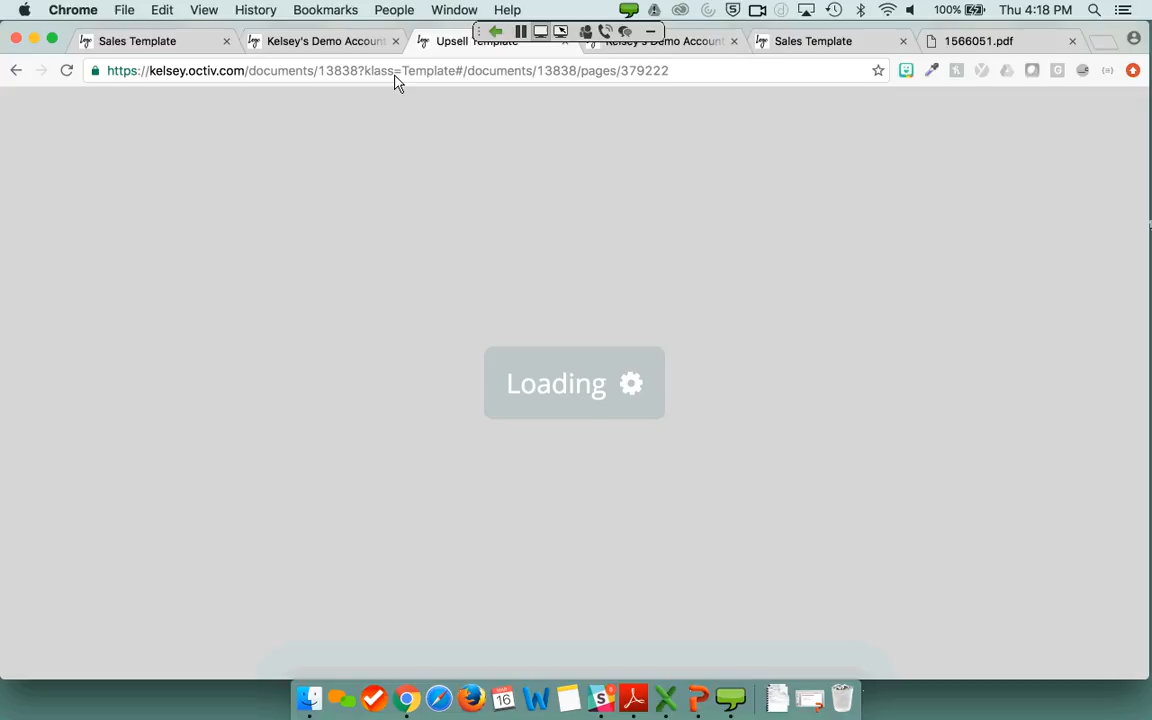 Chrome File Edit View History Bookmarks People Window Help 100% Thu 4:18 PM
Sales Template Kelsey's Demo Account Upsell Template Kelsey's Demo Account Sales Template 1566051.pdf
https://kelsey.octiv.com/documents/13838?klass=Template#/documents/13838/pages/379222
Loading
16